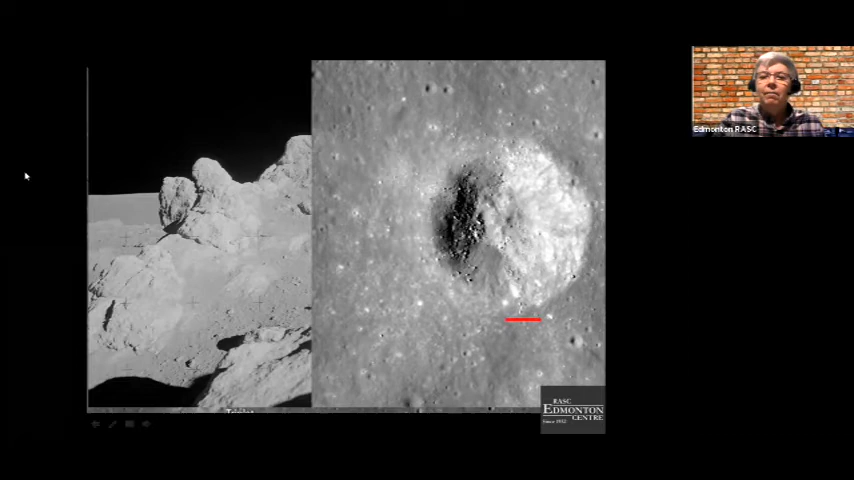 Edmonton RASC
RASC
EDMONTON
CENTRE
Since 1932